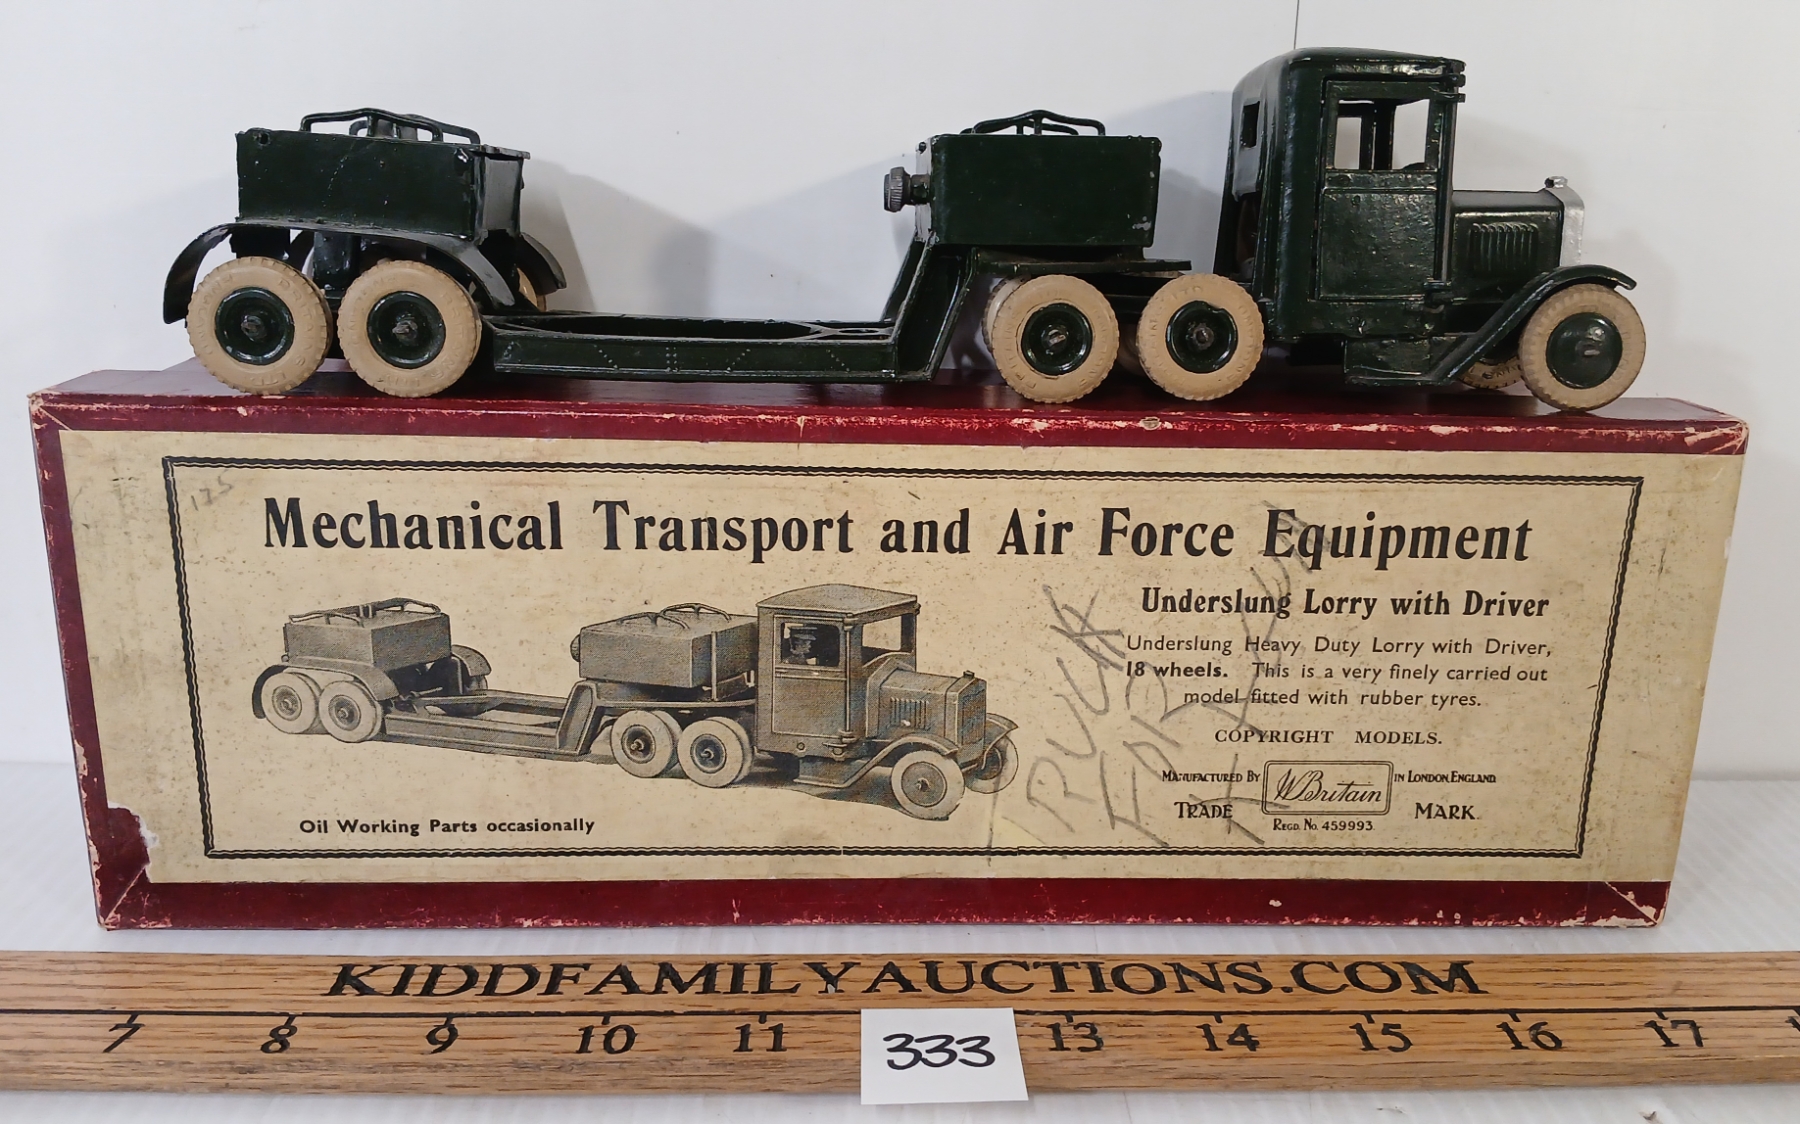 125
Mechanical Transport and Air Force Equipment
Underslung Lorry with Driver
Underslung Heavy Duty Lorry with Driver,
18 wheels. This is a very finely carried out
model fitted with rubber tyres.
COPYRIGHT MODELS.
MANUFACTURED BY W Britain IN LONDON, ENGLAND
TRADE MARK
REGD. No. 459993.
Oil Working Parts occasionally
TRUCK
FOR
KIDDFAMILYAUCTIONS.COM
7 8 9 10 11 13 14 15 16 17
333